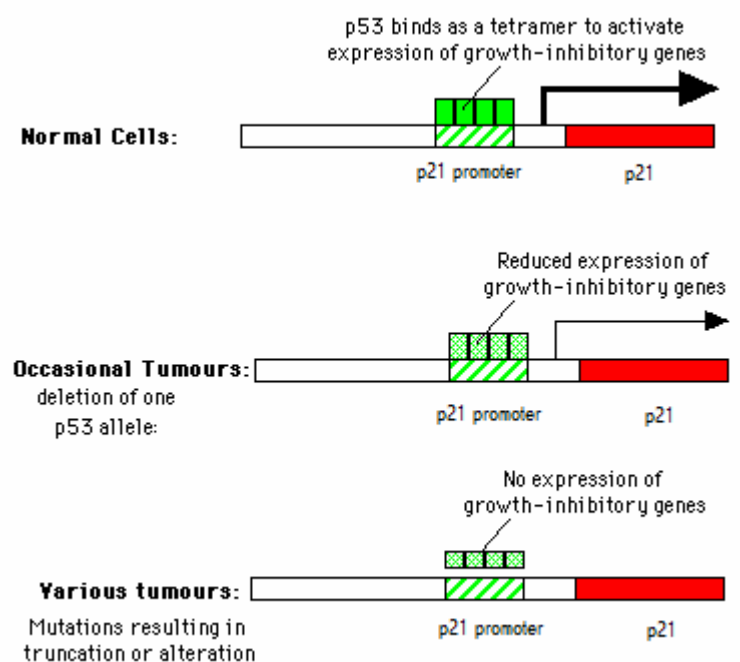 p53 binds as a tetramer to activate
expression of growth-inhibitory genes
Normal Cells:
p21 promoter
p21
Reduced expression of
growth-inhibitory genes
Occasional Tumours:
deletion of one
p53 allele:
p21 promoter
p21
No expression of
growth-inhibitory genes
Various tumours:
Mutations resulting in
truncation or alteration
p21 promoter
p21